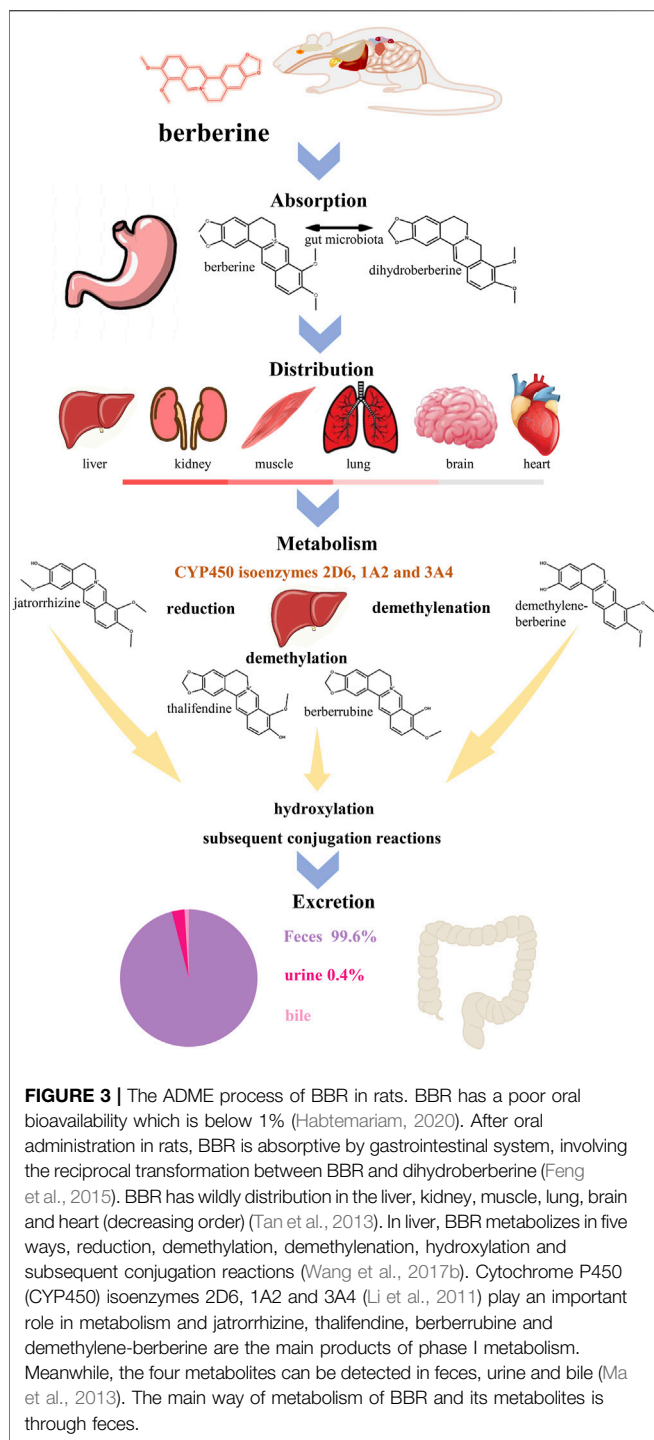 berberine
Absorption
gut microbiota
berberine
dihydroberberine
Distribution
liver kidney muscle lung brain heart
Metabolism
CYP450 isoenzymes 2D6, 1A2 and 3A4
jatrorrhizine
reduction
demethylenation
demethylene-
berberine
demethylation
thalifendine
berberrubine
hydroxylation
subsequent conjugation reactions
Excretion
Feces 99.6%
urine 0.4%
bile
FIGURE 3 | The ADME process of BBR in rats. BBR has a poor oral
bioavailability which is below 1% (Habtemariam, 2020). After oral
administration in rats, BBR is absorptive by gastrointestinal system, involving
the reciprocal transformation between BBR and dihydroberberine (Feng
et al., 2015). BBR has wildly distribution in the liver, kidney, muscle, lung, brain
and heart (decreasing order) (Tan et al., 2013). In liver, BBR metabolizes in five
ways, reduction, demethylation, demethylenation, hydroxylation and
subsequent conjugation reactions (Wang et al., 2017b). Cytochrome P450
(CYP450) isoenzymes 2D6, 1A2 and 3A4 (Li et al., 2011) play an important
role in metabolism and jatrorrhizine, thalifendine, berberrubine and
demethylene-berberine are the main products of phase I metabolism.
Meanwhile, the four metabolites can be detected in feces, urine and bile (Ma
et al., 2013). The main way of metabolism of BBR and its metabolites is
through feces.